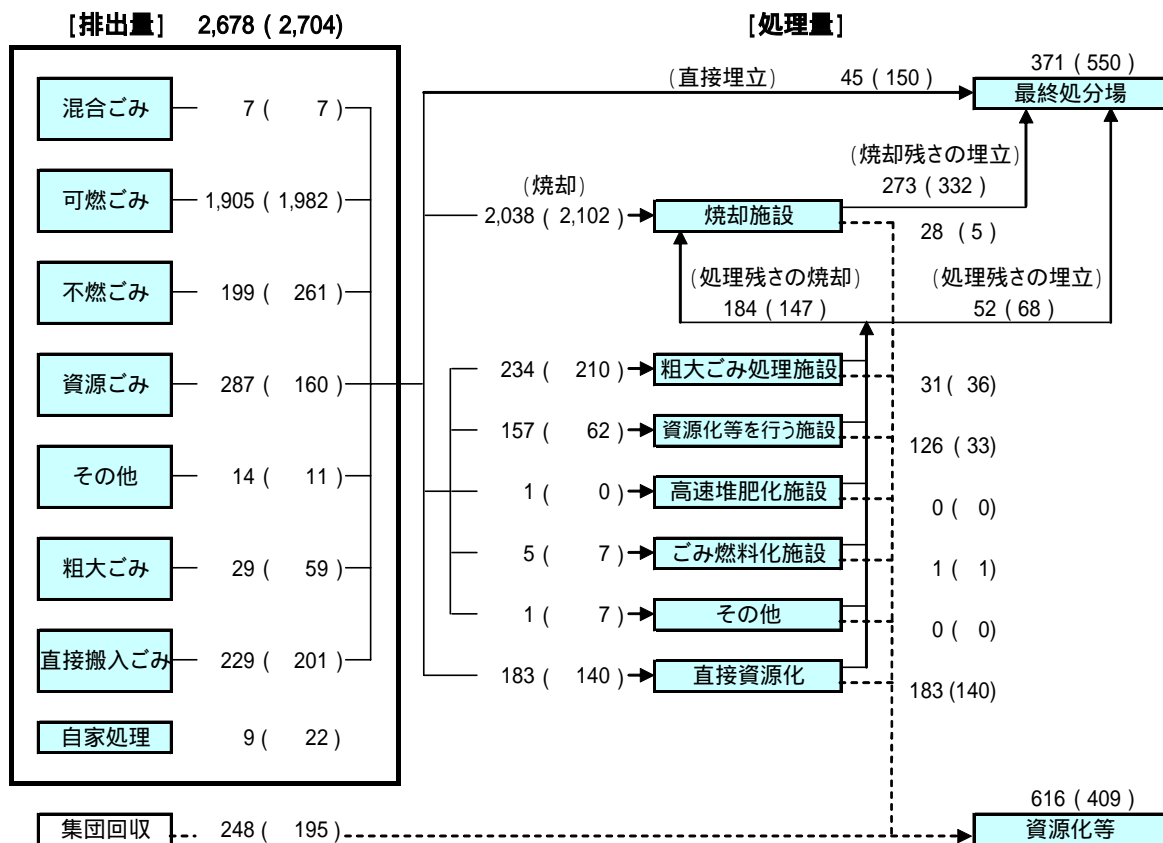 [排出量] 2,678 ( 2,704)
[処理量]
混合ごみ 7 ( 7 )
可燃ごみ 1,905 ( 1,982 )
不燃ごみ 199 ( 261 )
資源ごみ 287 ( 160 )
その他 14 ( 11 )
粗大ごみ 29 ( 59 )
直接搬入ごみ 229 ( 201 )
自家処理 9 ( 22 )
集団回収 248 ( 195 )
(直接埋立) 45 ( 150 )
371 ( 550 )
最終処分場
(焼却残さの埋立)
273 ( 332 )
(焼却)
2,038 ( 2,102 ) 焼却施設
28 ( 5 )
(処理残さの焼却)
184 ( 147 )
(処理残さの埋立)
52 ( 68 )
234 ( 210 ) 粗大ごみ処理施設 31 ( 36)
157 ( 62 ) 資源化等を行う施設 126 ( 33)
1 ( 0 ) 高速堆肥化施設 0 ( 0)
5 ( 7 ) ごみ燃料化施設 1 ( 1)
1 ( 7 ) その他 0 ( 0)
183 ( 140 ) 直接資源化 183 (140)
616 ( 409 )
資源化等